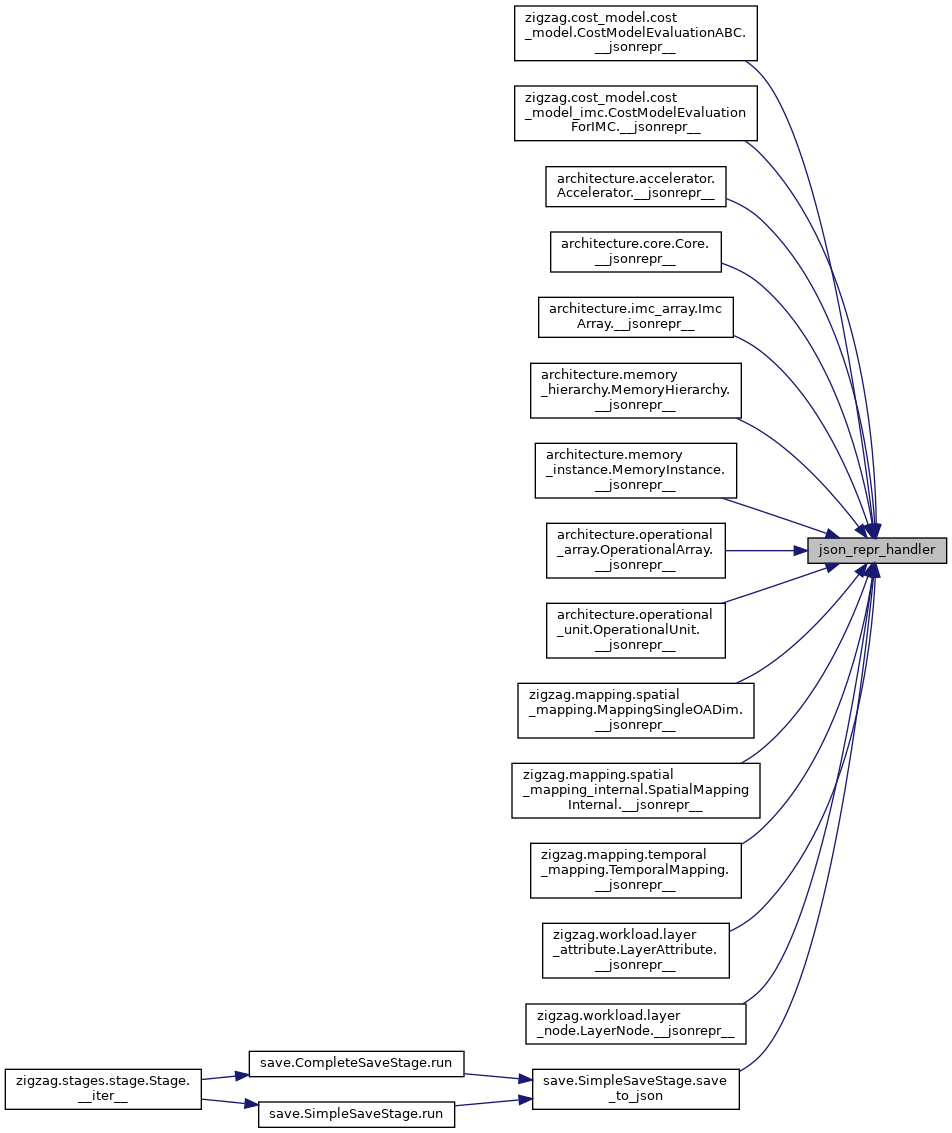 zigzag.cost_model.cost
_model.CostModelEvaluationABC.
__jsonrepr__
zigzag.cost_model.cost
_model_imc.CostModelEvaluation
ForIMC.__jsonrepr__
architecture.accelerator.
Accelerator.__jsonrepr__
architecture.core.Core.
__jsonrepr__
architecture.imc_array.Imc
Array.__jsonrepr__
architecture.memory
_hierarchy.MemoryHierarchy.
__jsonrepr__
architecture.memory
_instance.MemoryInstance.
__jsonrepr__
architecture.operational
_array.OperationalArray.
__jsonrepr__
json_repr_handler
architecture.operational
_unit.OperationalUnit.
__jsonrepr__
zigzag.mapping.spatial
_mapping.MappingSingleOADim.
__jsonrepr__
zigzag.mapping.spatial
_mapping_internal.SpatialMapping
Internal.__jsonrepr__
zigzag.mapping.temporal
_mapping.TemporalMapping.
__jsonrepr__
zigzag.workload.layer
_attribute.LayerAttribute.
__jsonrepr__
zigzag.workload.layer
_node.LayerNode.__jsonrepr__
save.CompleteSaveStage.run
zigzag.stages.stage.Stage.
__iter__
save.SimpleSaveStage.save
_to_json
save.SimpleSaveStage.run